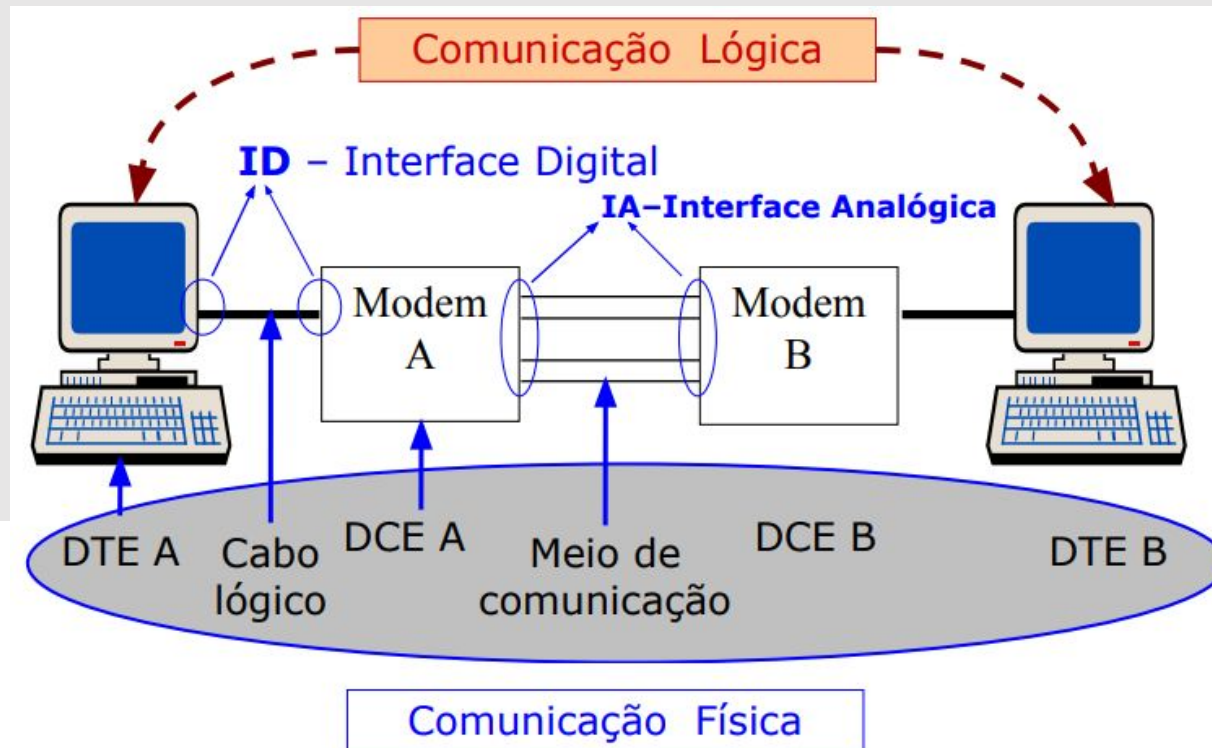 Comunicação Lógica
ID – Interface Digital
IA–Interface Analógica
Modem
A
Modem
B
DTE A
Cabo
lógico
DCE A
Meio de
comunicação
DCE B
DTE B
Comunicação Física